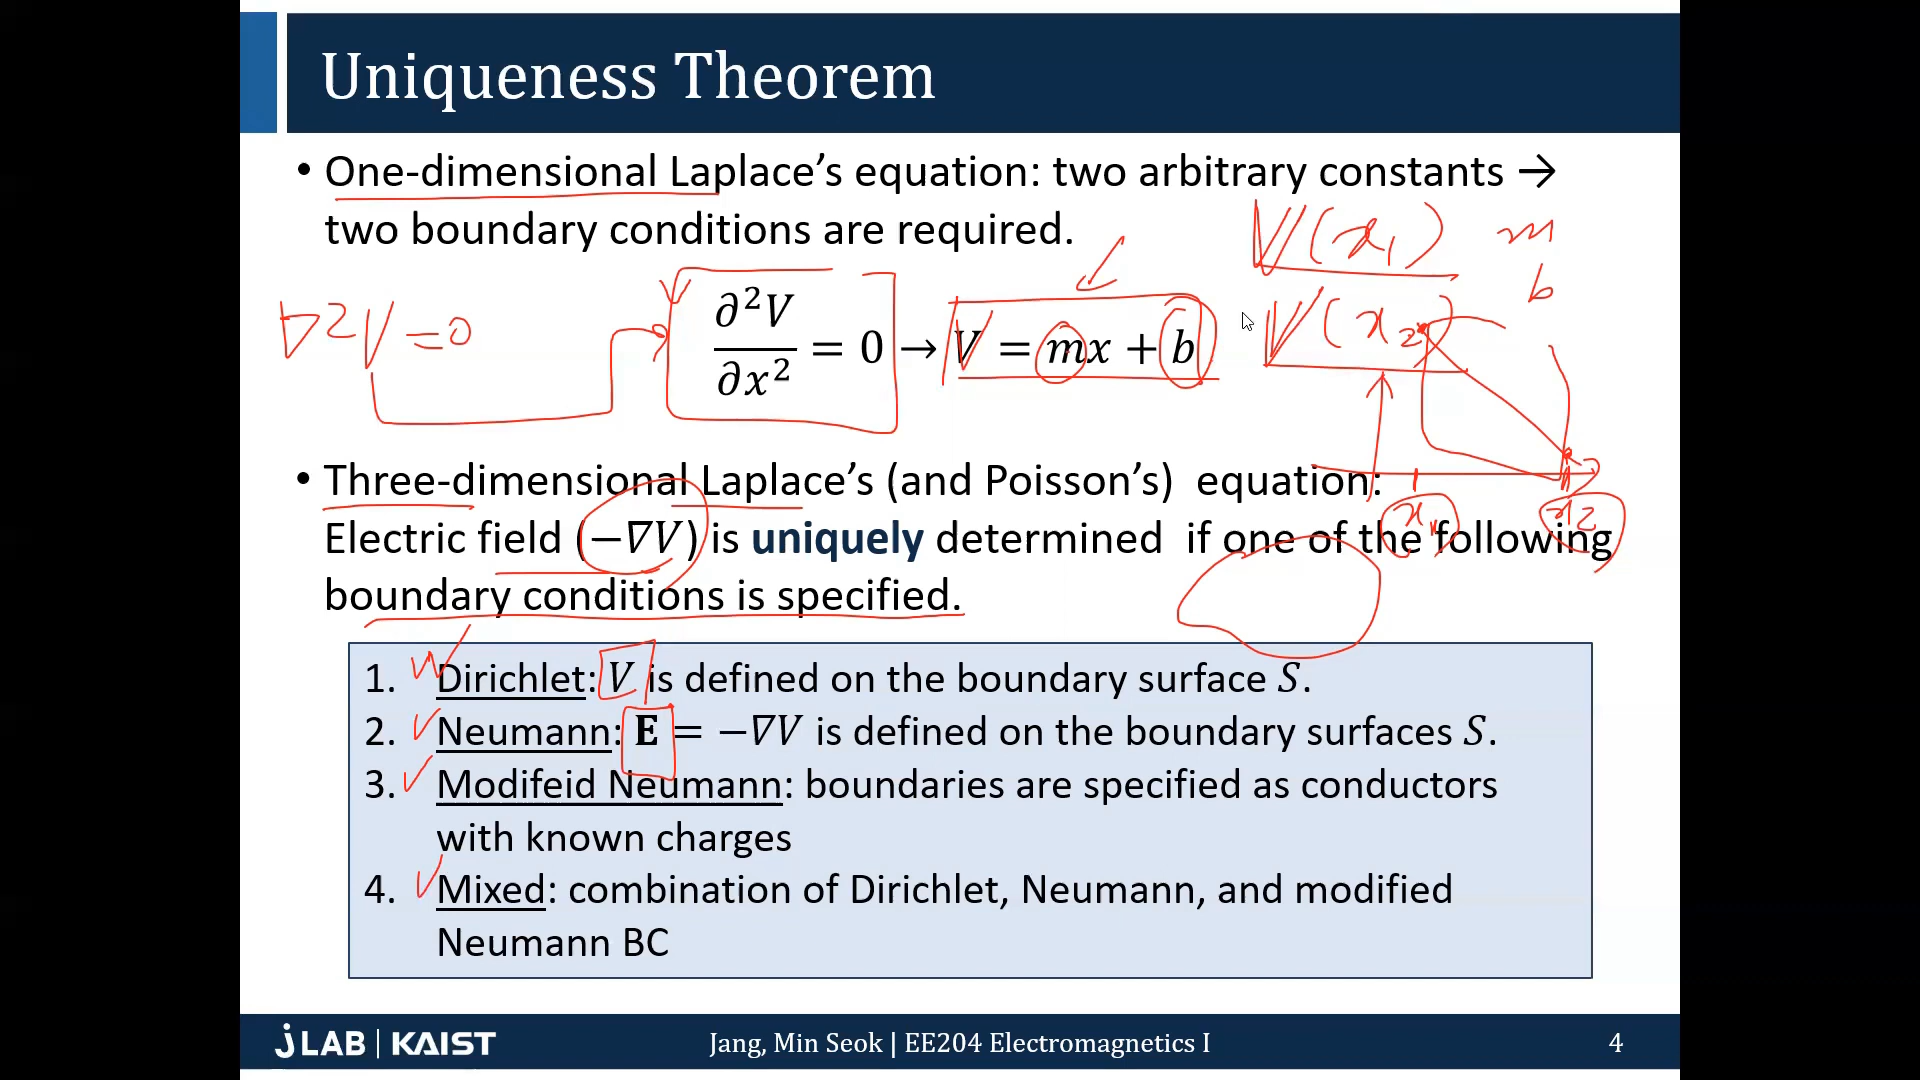 Uniqueness Theorem
• One-dimensional Laplace’s equation: two arbitrary constants →
two boundary conditions are required.
V(x₁) m
b
∇2V=0
∂²V/∂x² = 0 → V = mx + b
V(x₂)
• Three-dimensional Laplace’s (and Poisson’s) equation:
x₁ x2
Electric field (−∇V) is uniquely determined if one of the following
boundary conditions is specified.
1. Dirichlet: V is defined on the boundary surface S.
2. Neumann: E = −∇V is defined on the boundary surfaces S.
3. Modifeid Neumann: boundaries are specified as conductors
with known charges
4. Mixed: combination of Dirichlet, Neumann, and modified
Neumann BC
jLAB | KAIST
Jang, Min Seok | EE204 Electromagnetics I
4